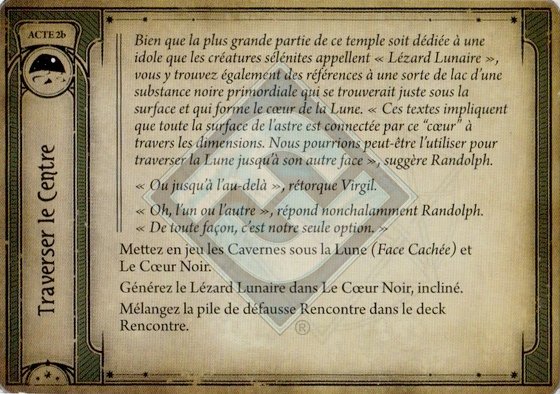 ACTE 2b
Traverser le Centre
Bien que la plus grande partie de ce temple soit dédiée à une
idole que les créatures sélénites appellent « Lézard Lunaire »,
vous y trouvez également des références à une sorte de lac d'une
substance noire primordiale qui se trouverait juste sous la
surface et qui forme le cœur de la Lune. « Ces textes impliquent
que toute la surface de l'astre est connectée par ce "cœur" à
travers les dimensions. Nous pourrions peut-être l'utiliser pour
traverser la Lune jusqu'à son autre face », suggère Randolph.
« Ou jusqu'à l'au-delà », rétorque Virgil.
« Oh, l'un ou l'autre », répond nonchalamment Randolph.
« De toute façon, c'est notre seule option. »
Mettez en jeu les Cavernes sous la Lune (Face Cachée) et
Le Cœur Noir.
Générez le Lézard Lunaire dans Le Cœur Noir, incliné.
Mélangez la pile de défausse Rencontre dans le deck
Rencontre.
®